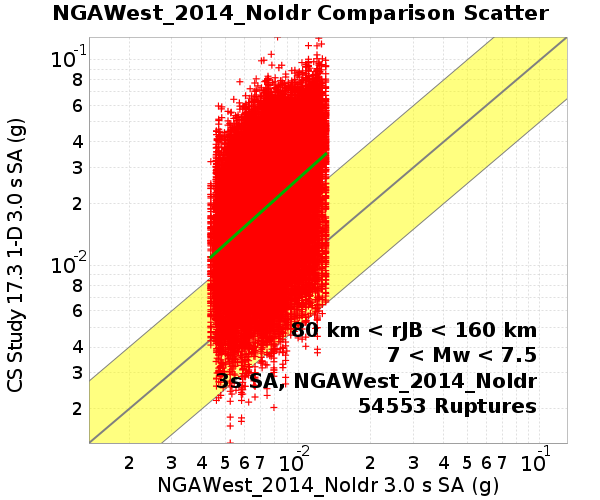 NGAWest_2014_NoIdr Comparison Scatter
CS Study 17.3 1-D 3.0 s SA (g)
10-1
8
6
4
3
2
10-2
8
6
4
3
2
80 km < rJB < 160 km
7 < Mw < 7.5
3s SA, NGAWest_2014_NoIdr
54553 Ruptures
2 3 4 5 6 7 10-2 2 3 4 5 6 7 10-1
NGAWest_2014_NoIdr 3.0 s SA (g)